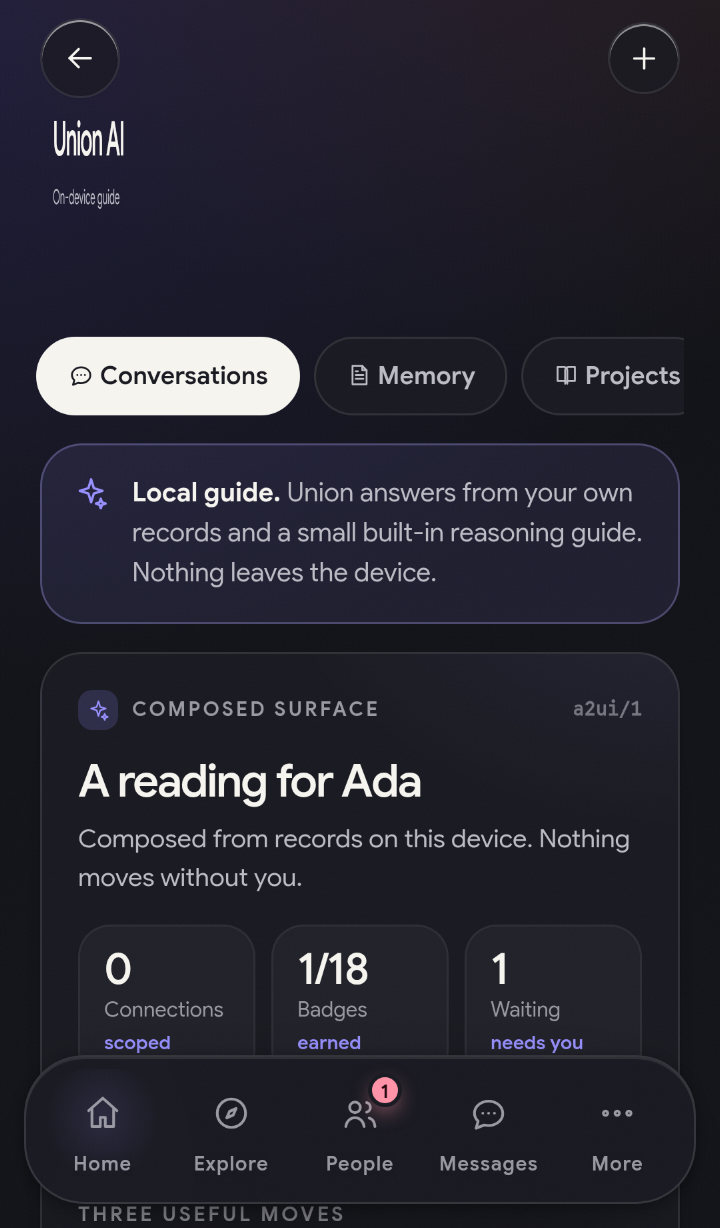 Union AI
On-device guide
Conversations
Memory
Projects
Local guide. Union answers from your own
records and a small built-in reasoning guide.
Nothing leaves the device.
COMPOSED SURFACE
a2ui/1
A reading for Ada
Composed from records on this device. Nothing
moves without you.
0
Connections
scoped
1/18
Badges
earned
1
Waiting
needs you
1
Home
Explore
People
Messages
More
THREE USEFUL MOVES